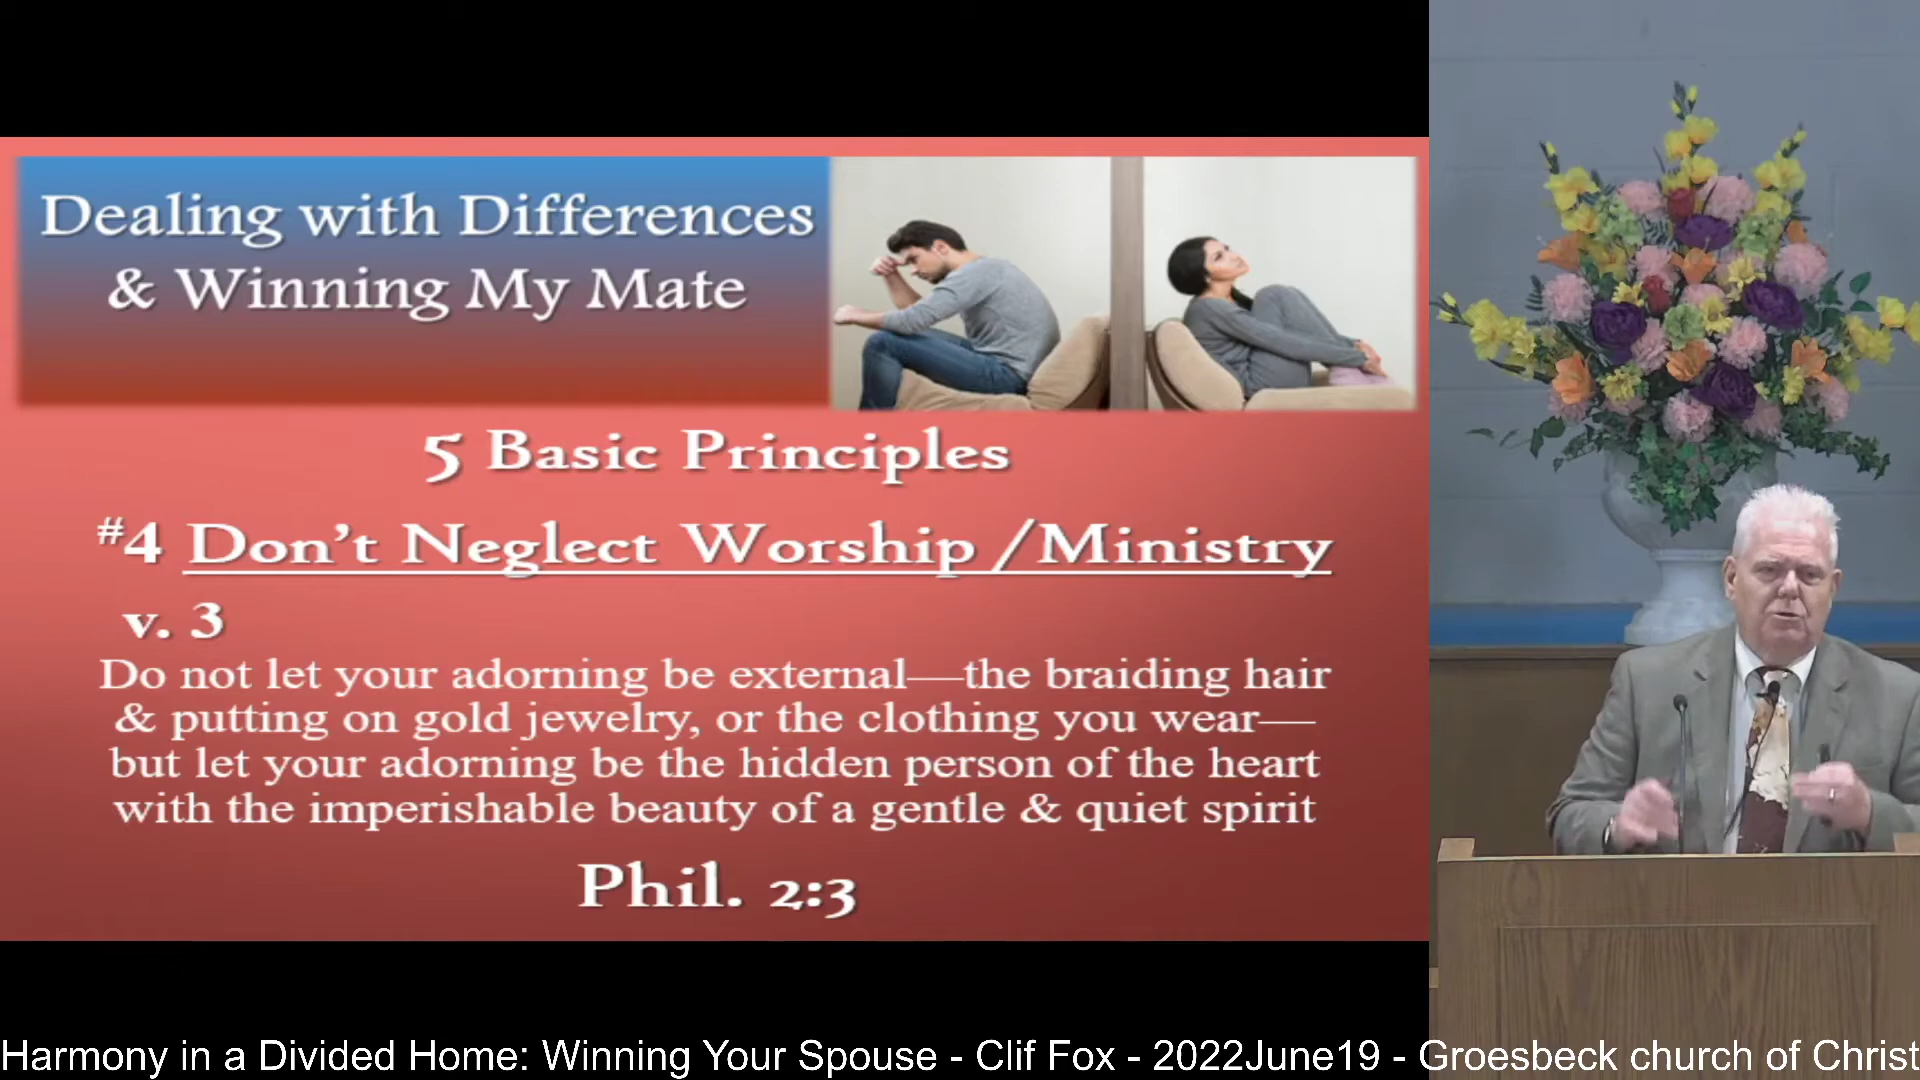 Dealing with Differences
& Winning My Mate
5 Basic Principles
#4 Don't Neglect Worship /Ministry
v. 3
Do not let your adorning be external—the braiding hair
& putting on gold jewelry, or the clothing you wear—
but let your adorning be the hidden person of the heart
with the imperishable beauty of a gentle & quiet spirit
Phil. 2:3
Harmony in a Divided Home: Winning Your Spouse - Clif Fox - 2022June19 - Groesbeck church of Christ